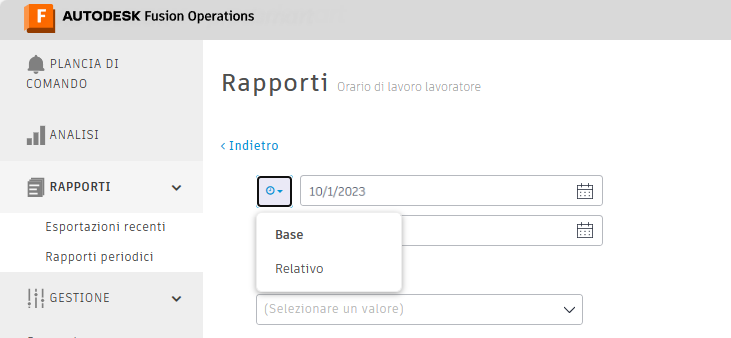 F AUTODESK Fusion Operations
PLANCIA DI
COMANDO
ANALISI
RAPPORTI
Esportazioni recenti
Rapporti periodici
GESTIONE
Rapporti Orario di lavoro lavoratore
< Indietro
10/1/2023
Base
Relativo
(Selezionare un valore)